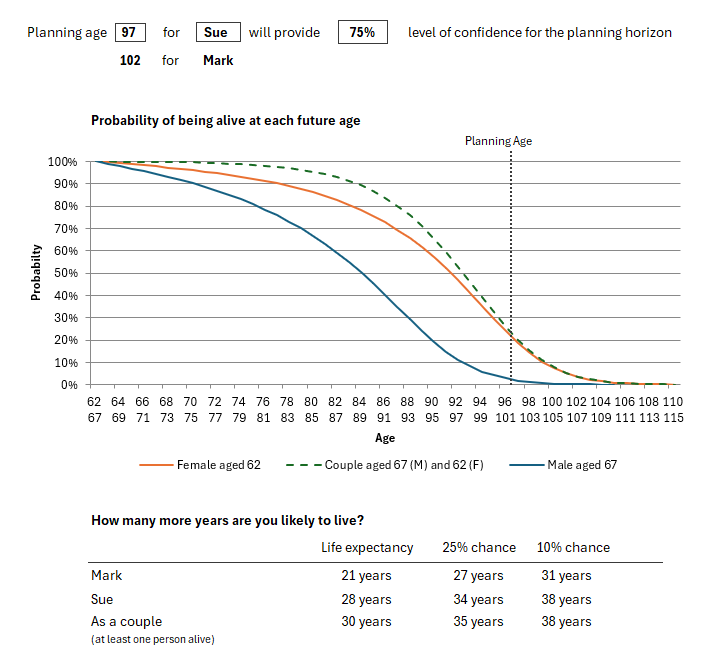 Planning age 97 for Sue will provide 75% level of confidence for the planning horizon
102 for Mark
Probability of being alive at each future age
Planning Age
100%
90%
80%
70%
60%
50%
40%
30%
20%
10%
0%
Probabilty
62 64 66 68 70 72 74 76 78 80 82 84 86 88 90 92 94 96 98 100 102 104 106 108 110
67 69 71 73 75 77 79 81 83 85 87 89 91 93 95 97 99 101 103 105 107 109 111 113 115
Age
Female aged 62 Couple aged 67 (M) and 62 (F) Male aged 67
How many more years are you likely to live?
Life expectancy 25% chance 10% chance
Mark 21 years 27 years 31 years
Sue 28 years 34 years 38 years
As a couple 30 years 35 years 38 years
(at least one person alive)